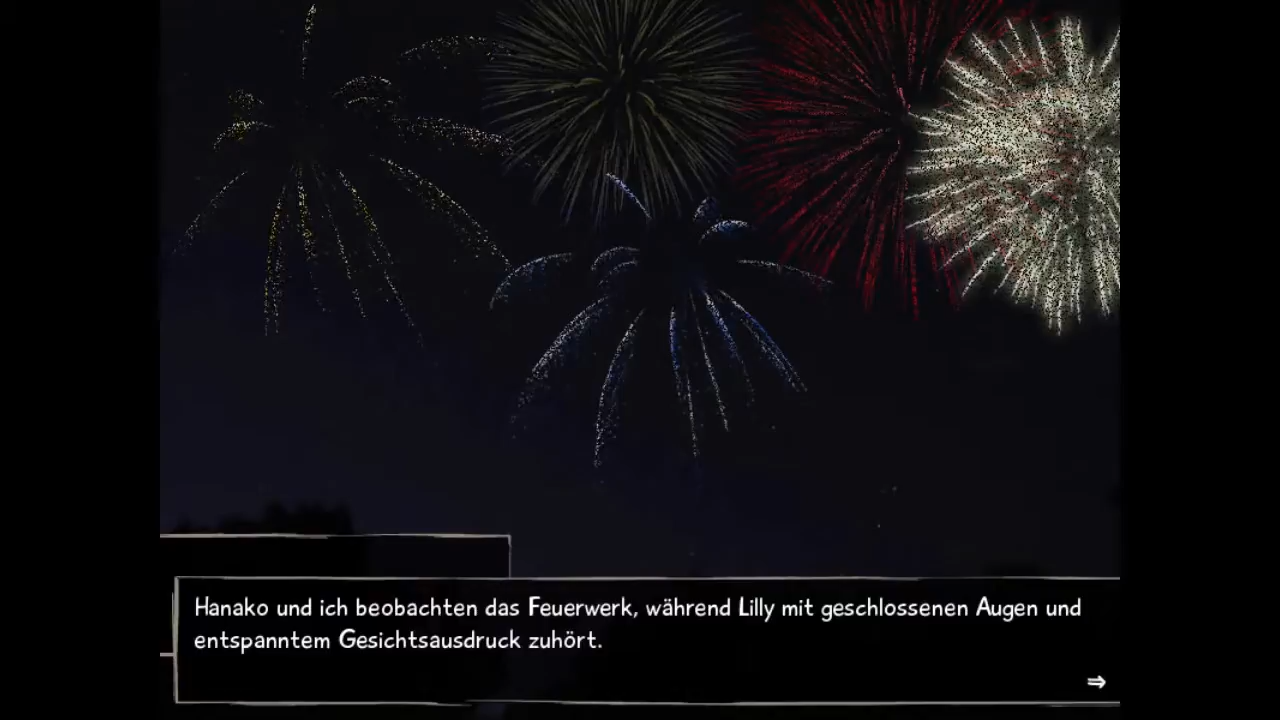 Hanako und ich beobachten das Feuerwerk, während Lilly mit geschlossenen Augen und
entspanntem Gesichtsausdruck zuhört.
⇒